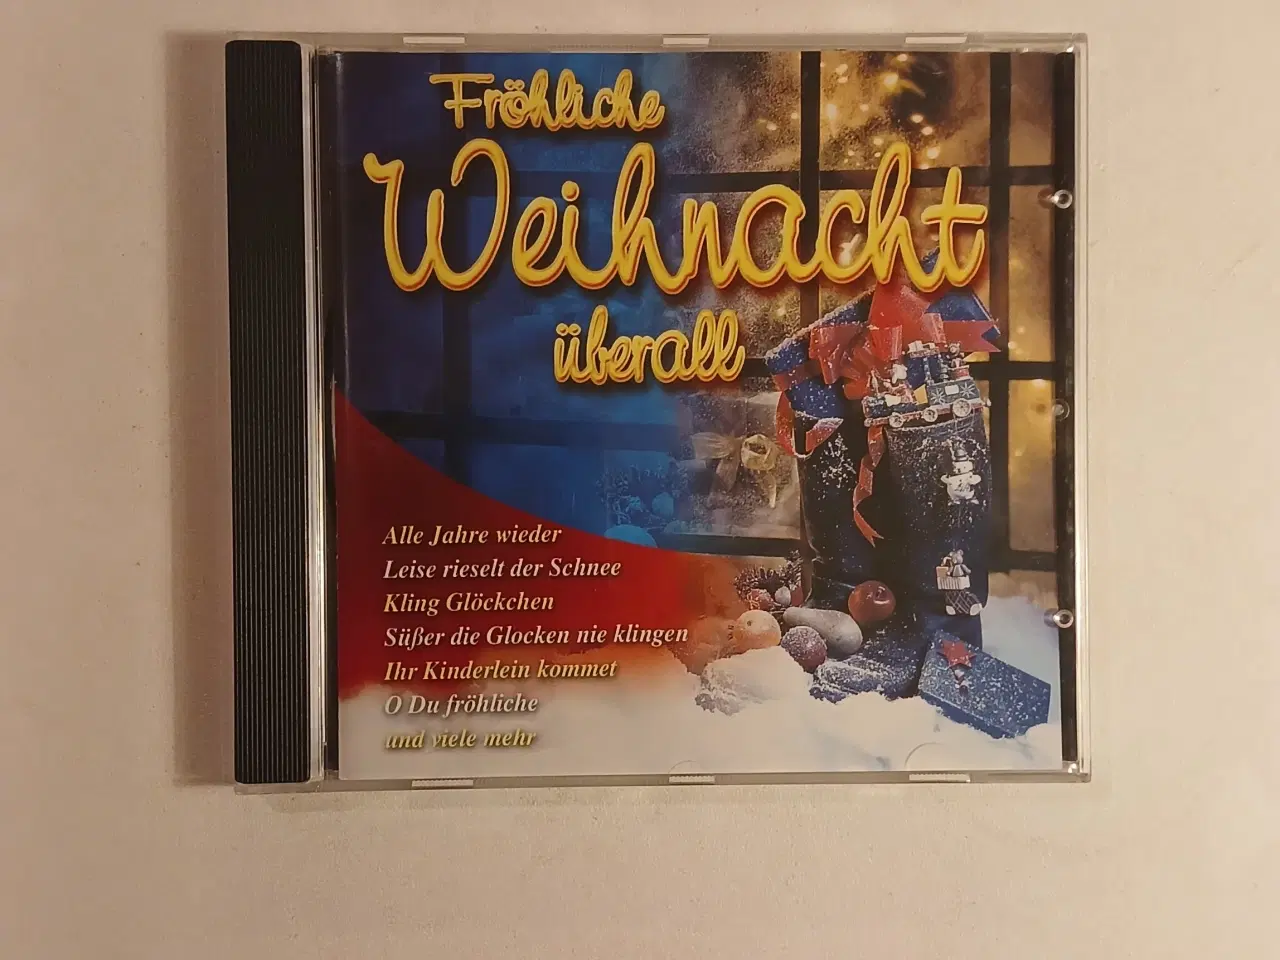 Fröhliche
Weihnacht
überall
Alle Jahre wieder
Leise rieselt der Schnee
Kling Glöckchen
Süßer die Glocken nie klingen
Ihr Kinderlein kommet
O Du fröhliche
und viele mehr